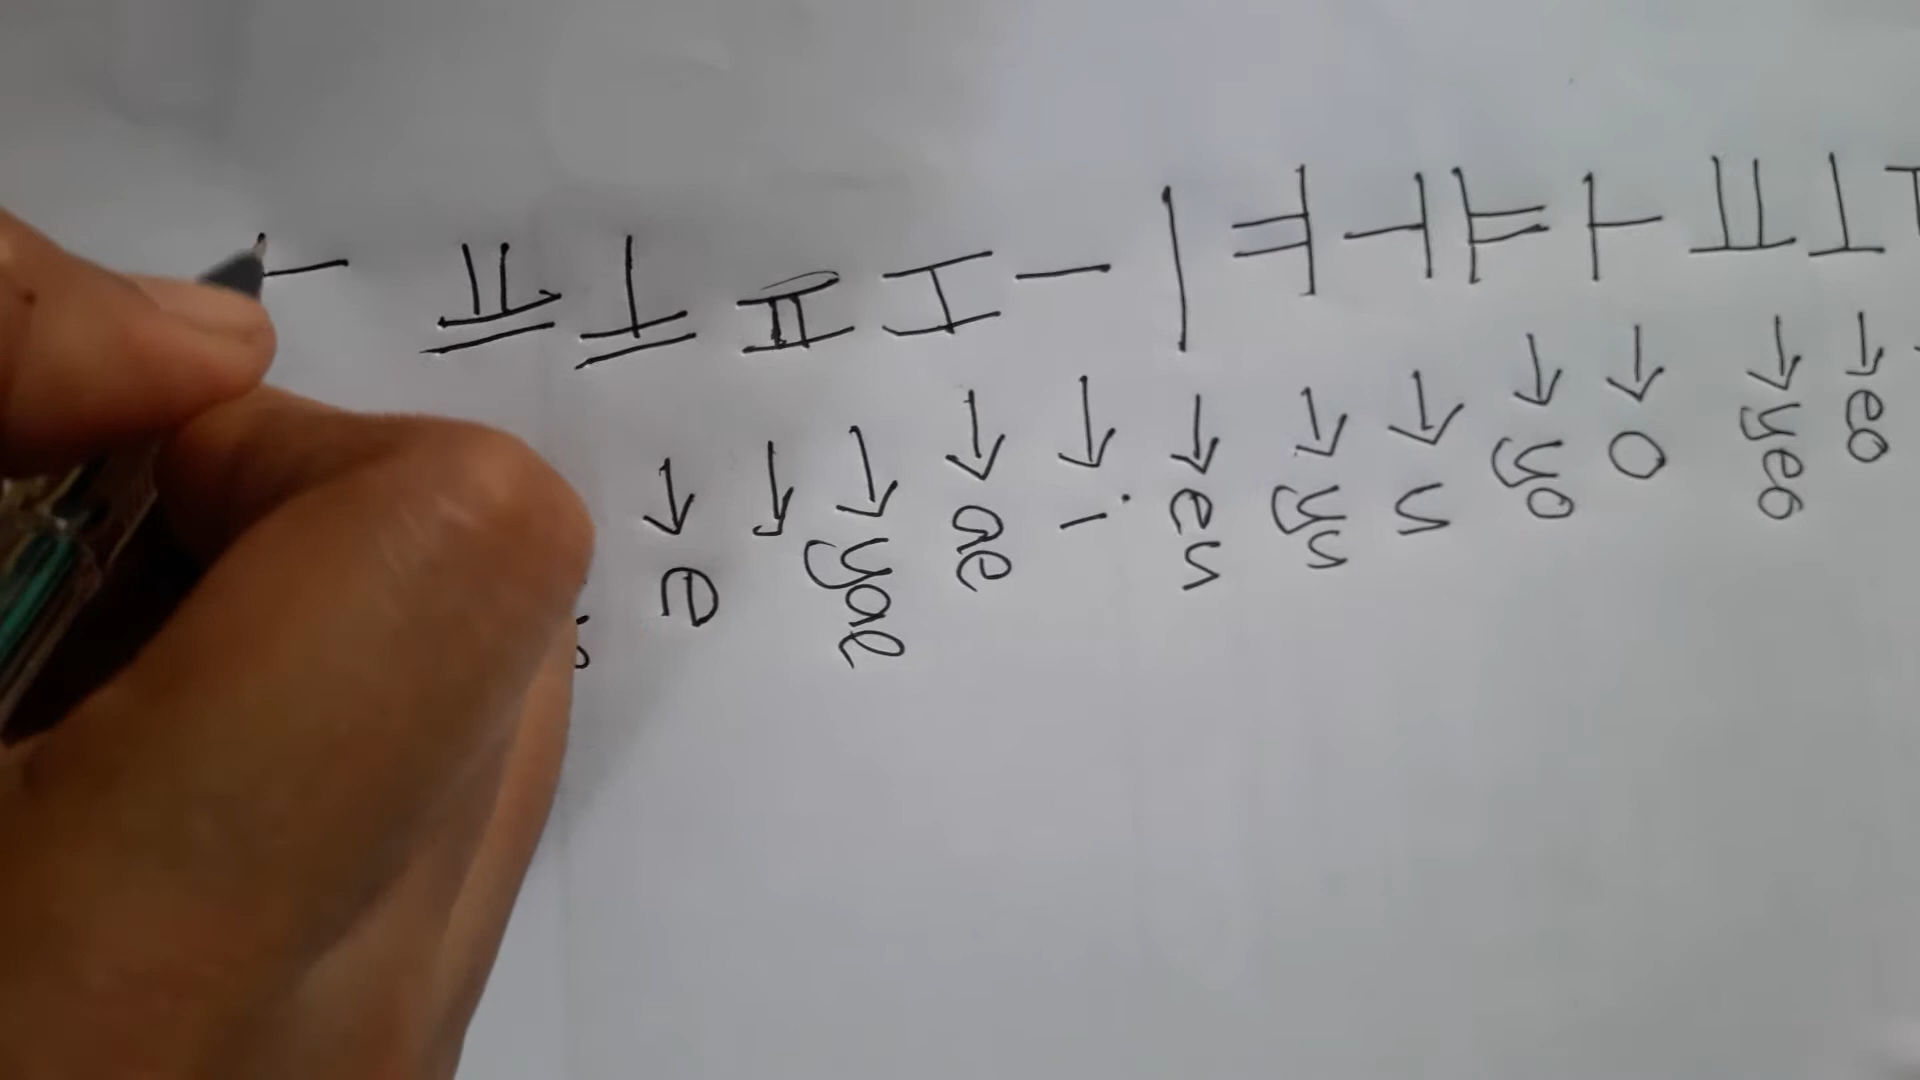 ㅓ → eo
ㅕ → yeo
ㅗ → o
ㅛ → yo
ㅜ → u
ㅠ → yu
ㅡ → eu
ㅣ → i
ㅐ → ae
ㅒ → yae
→
ㅔ → e
ㅖ